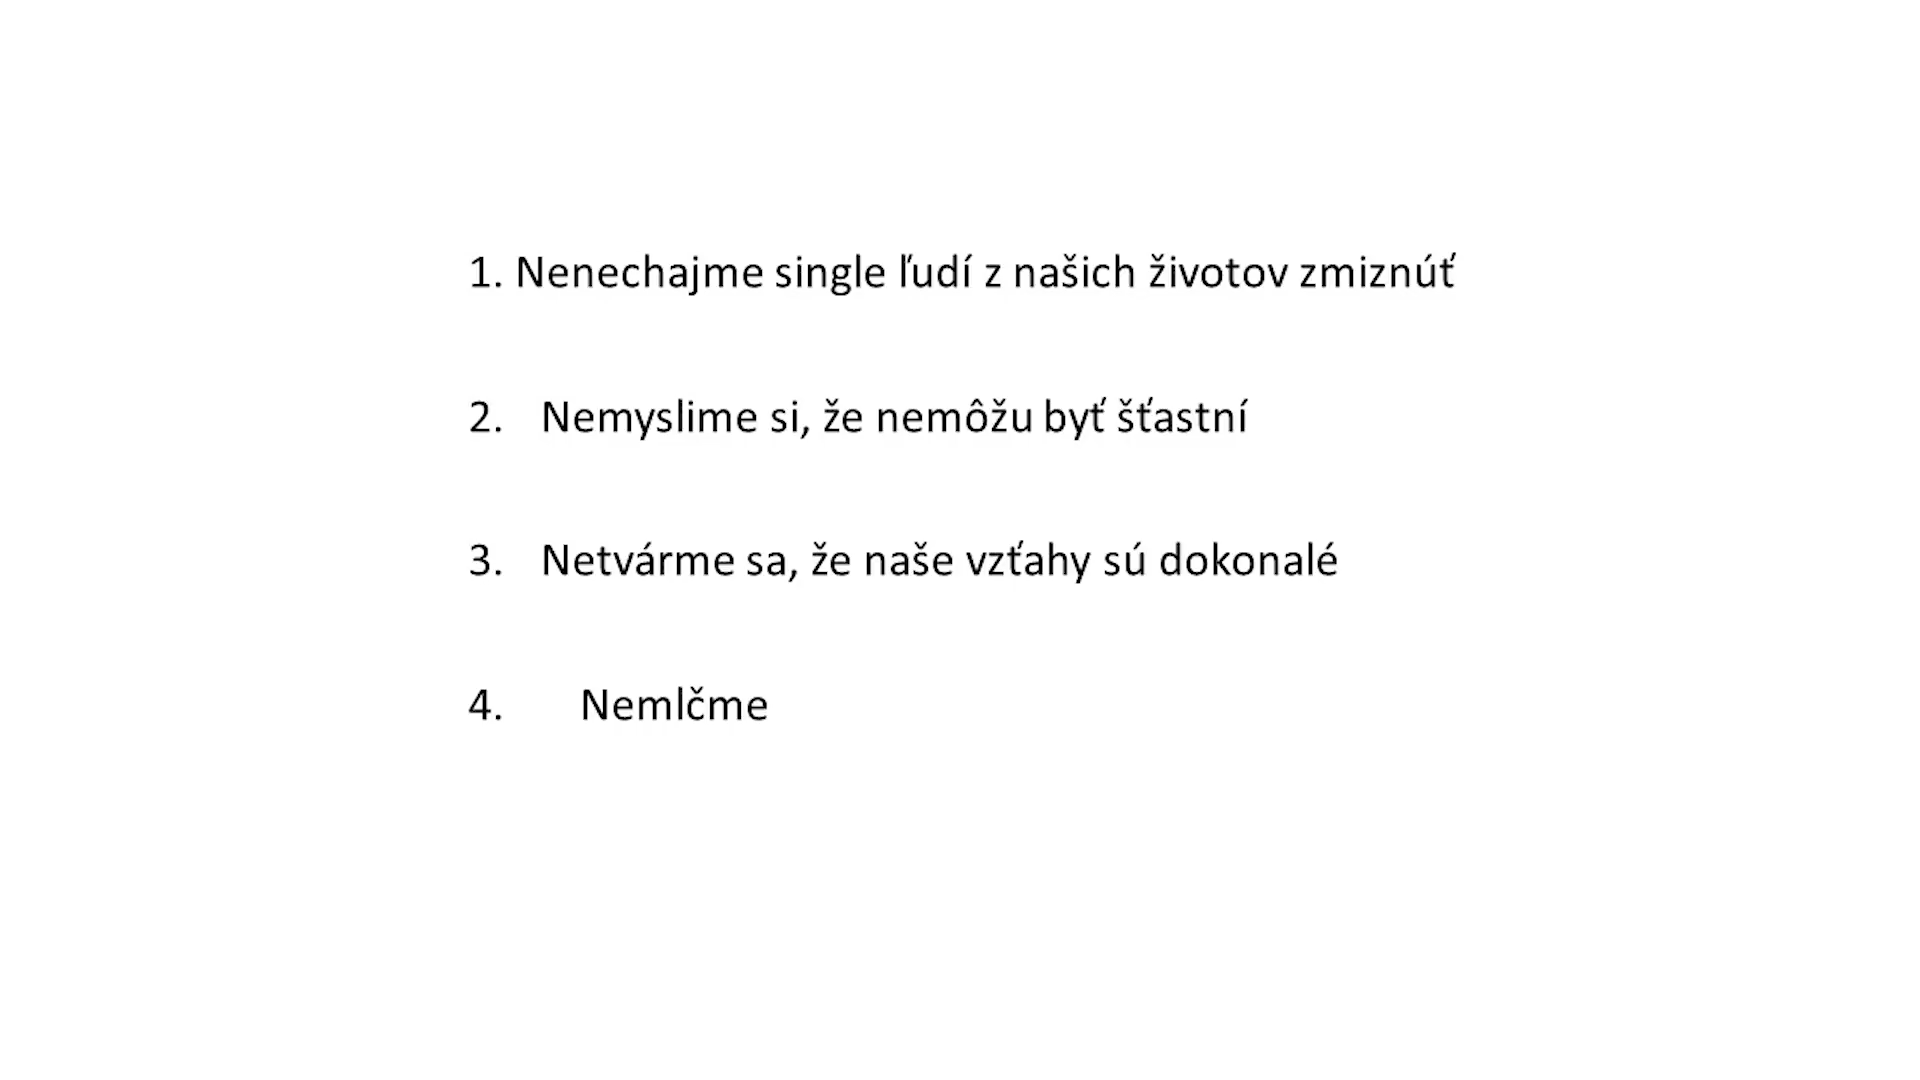 1. Nenechajme single ľudí z našich životov zmiznúť
2. Nemyslime si, že nemôžu byť šťastní
3. Netvárme sa, že naše vzťahy sú dokonalé
4. Nemlčme